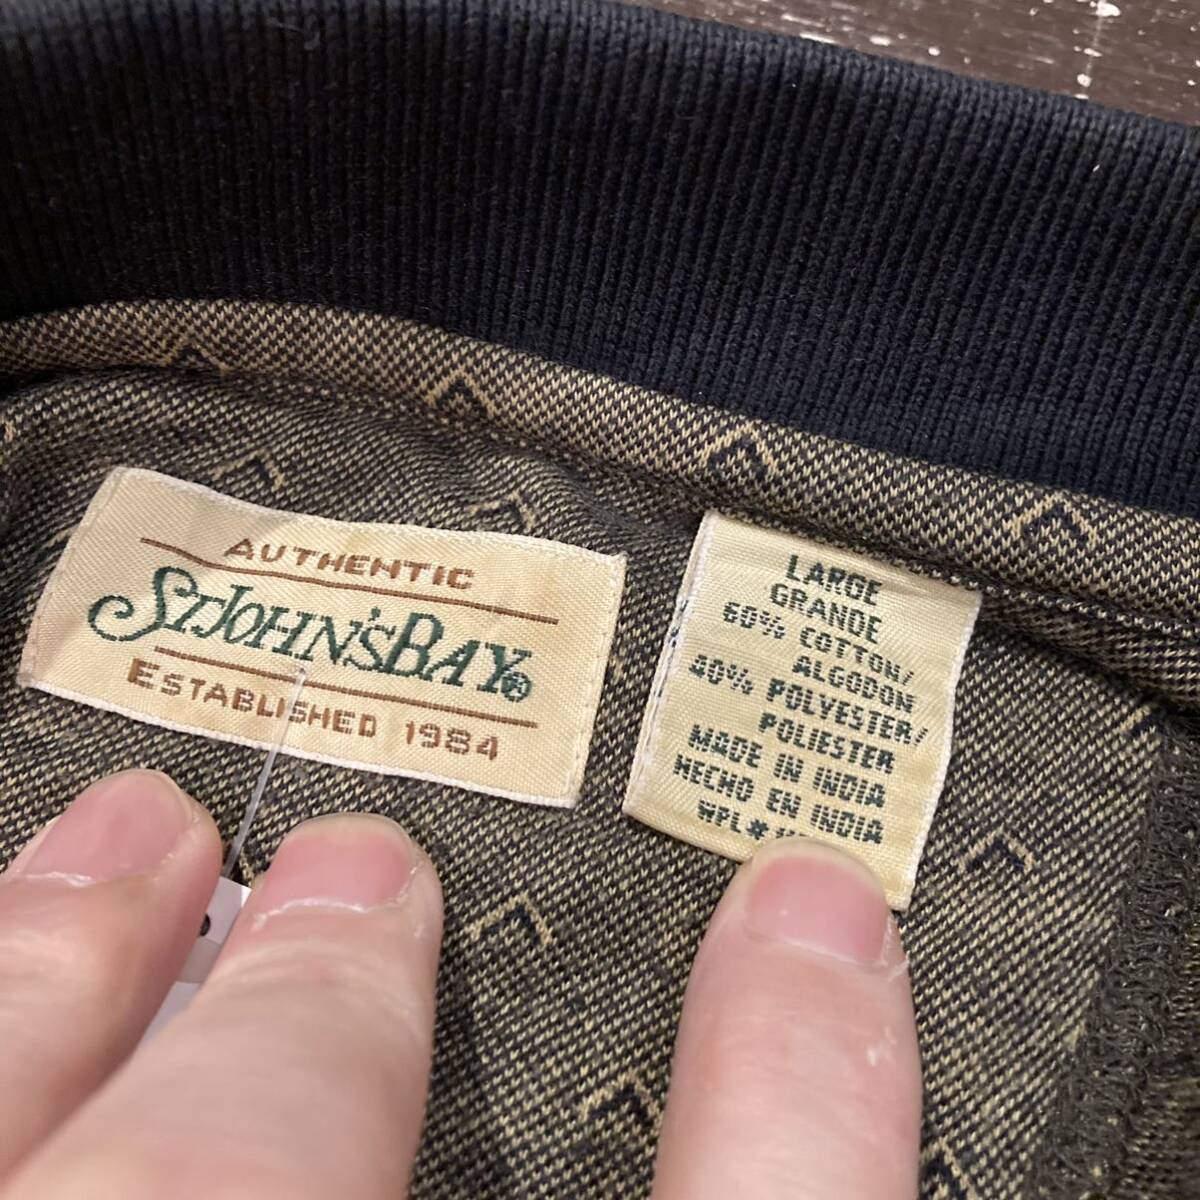 AUTHENTIC
ST.JOHN'SBAY®
ESTABLISHED 1984
LARGE
GRANDE
60% COTTON/
ALGODON
40% POLYESTER/
POLIESTER
MADE IN INDIA
HECHO EN INDIA
WPL*